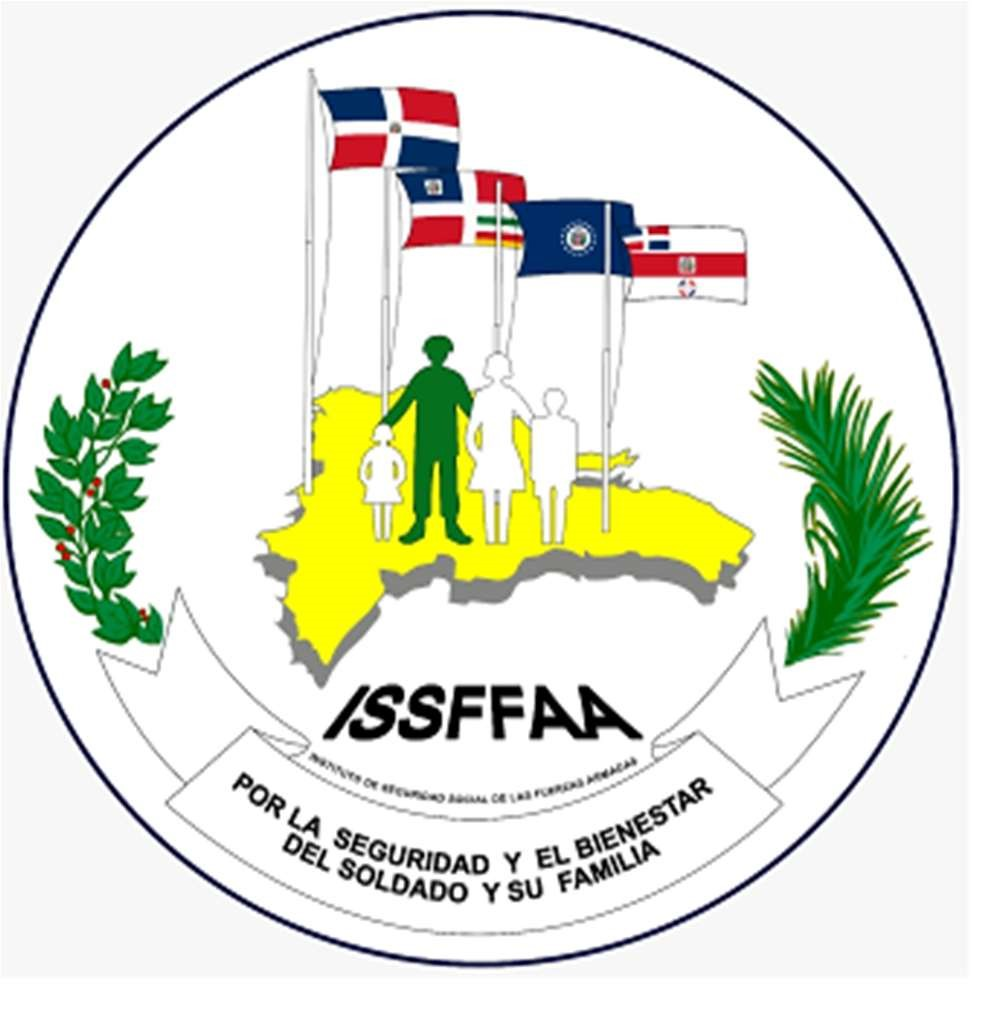 ISSFFAA
INSTITUTO DE SEGURIDAD SOCIAL DE LAS FUERZAS ARMADAS
POR LA SEGURIDAD Y EL BIENESTAR
DEL SOLDADO Y SU FAMILIA